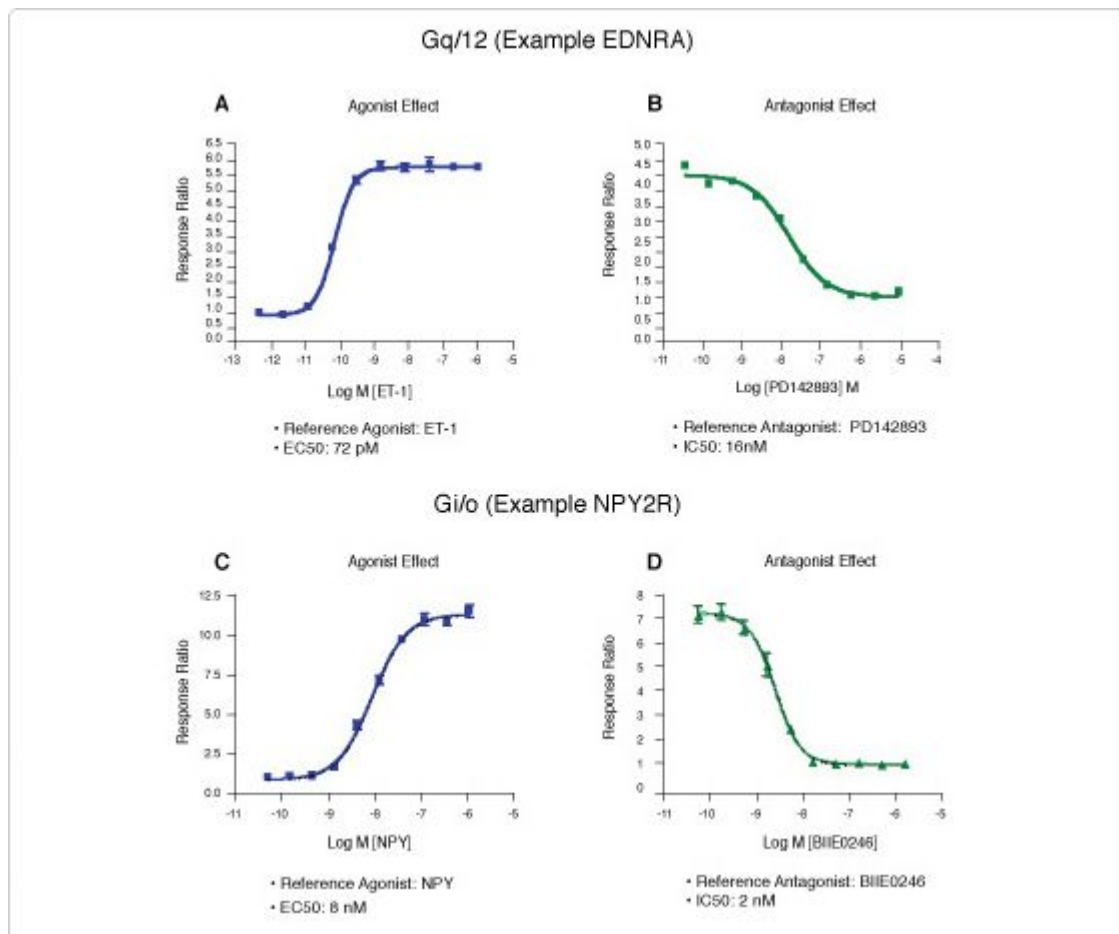 Gq/12 (Example EDNRA)
A
Agonist Effect
6.5
6.0
5.5
5.0
4.5
4.0
3.5
3.0
2.5
2.0
1.5
1.0
0.5
0.0
Response Ratio
-13 -12 -11 -10 -9 -8 -7 -6 -5
Log M [ET-1]
• Reference Agonist: ET-1
• EC50: 72 pM
B
Antagonist Effect
5.0
4.5
4.0
3.5
3.0
2.5
2.0
1.5
1.0
0.5
0.0
Response Ratio
-11 -10 -9 -8 -7 -6 -5 -4
Log [PD142893] M
• Reference Antagonist: PD142893
• IC50: 16nM
Gi/o (Example NPY2R)
C
Agonist Effect
12.5
10.0
7.5
5.0
2.5
0.0
Response Ratio
-11 -10 -9 -8 -7 -6 -5
Log M [NPY]
• Reference Agonist: NPY
• EC50: 8 nM
D
Antagonist Effect
8
7
6
5
4
3
2
1
0
Response Ratio
-11 -10 -9 -8 -7 -6 -5
Log M [BIIE0246]
• Reference Antagonist: BIIE0246
• IC50: 2 nM